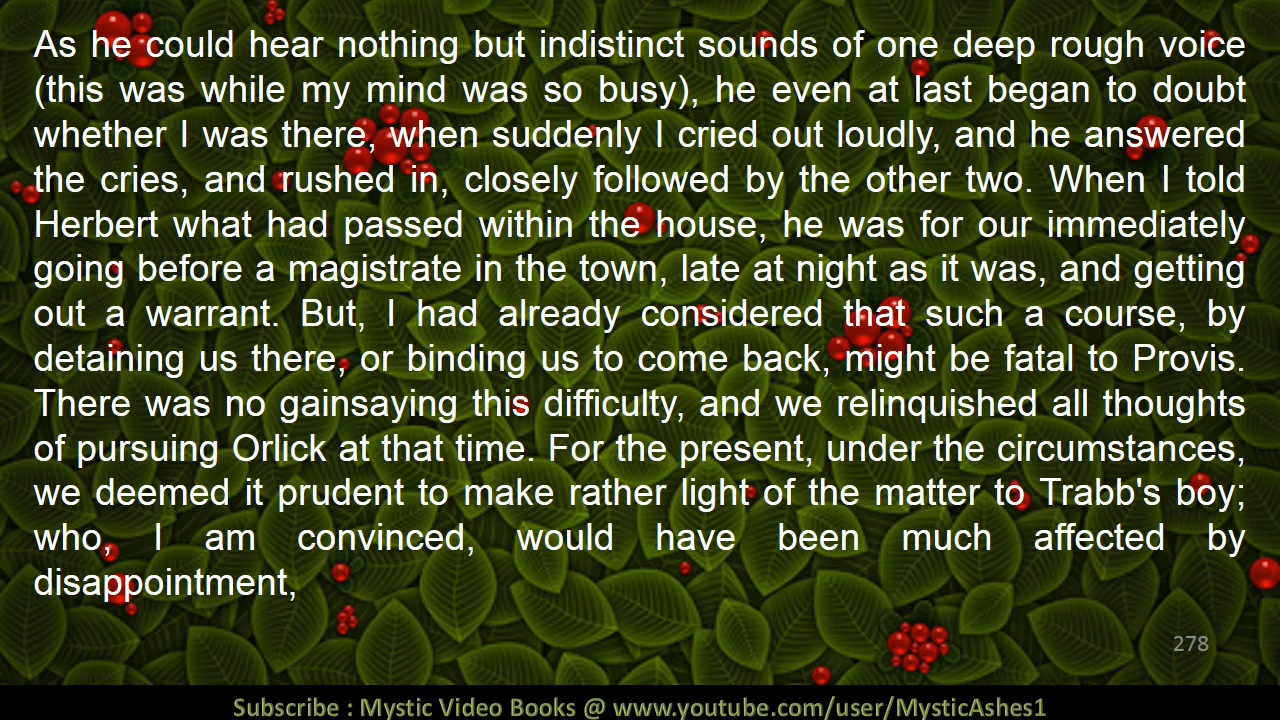 As he could hear nothing but indistinct sounds of one deep rough voice
(this was while my mind was so busy), he even at last began to doubt
whether I was there, when suddenly I cried out loudly, and he answered
the cries, and rushed in, closely followed by the other two. When I told
Herbert what had passed within the house, he was for our immediately
going before a magistrate in the town, late at night as it was, and getting
out a warrant. But, I had already considered that such a course, by
detaining us there, or binding us to come back, might be fatal to Provis.
There was no gainsaying this difficulty, and we relinquished all thoughts
of pursuing Orlick at that time. For the present, under the circumstances,
we deemed it prudent to make rather light of the matter to Trabb's boy;
who, I am convinced, would have been much affected by
disappointment,
278
Subscribe : Mystic Video Books @ www.youtube.com/user/MysticAshes1